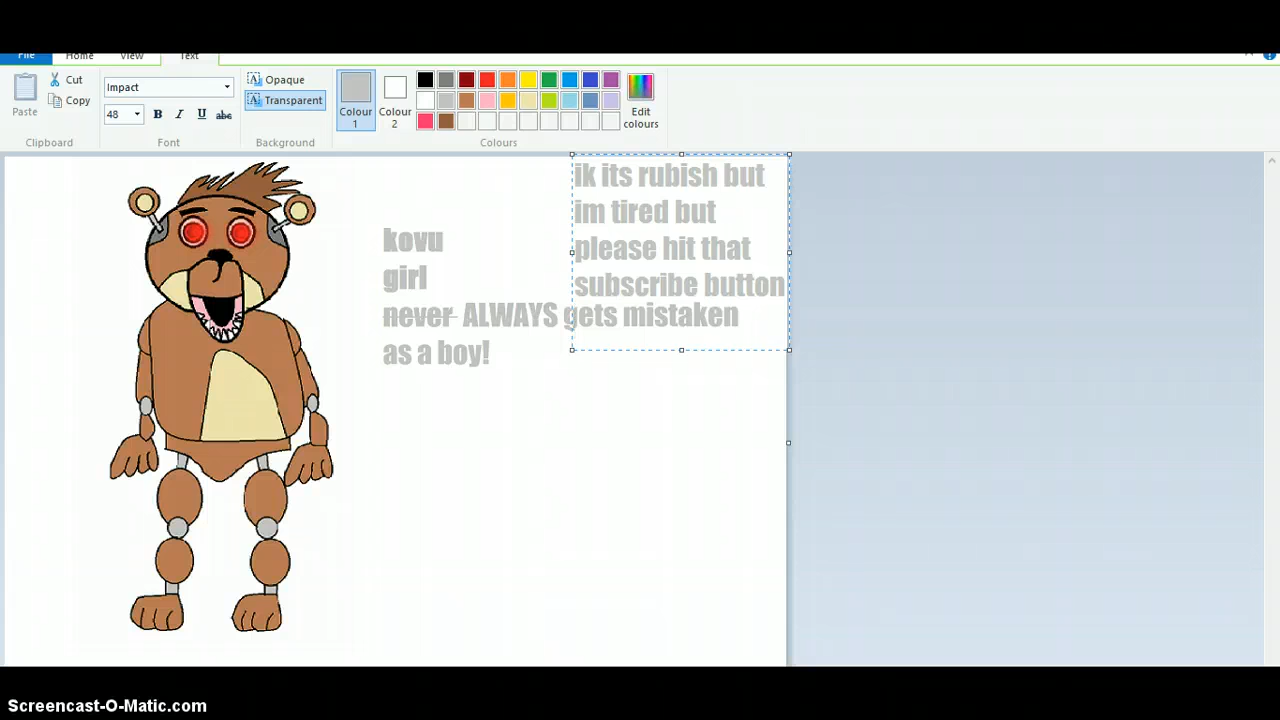 File Home View Text
Paste
Cut
Copy
Clipboard
Impact
48
B I U abc
Font
Opaque
Transparent
Background
Colour 1
Colour 2
Edit colours
Colours
ik its rubish but
im tired but
please hit that
subscribe button
kovu
girl
never ALWAYS gets mistaken
as a boy!
Screencast-O-Matic.com